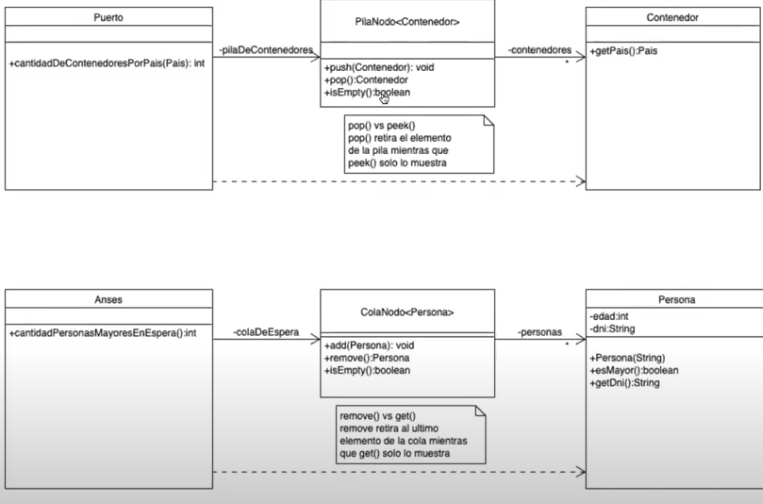 Puerto
+cantidadDeContenedoresPorPais(Pais): int
-pilaDeContenedores
PilaNodo<Contenedor>
+push(Contenedor): void
+pop():Contenedor
+isEmpty():boolean
pop() vs peek()
pop() retira el elemento
de la pila mientras que
peek() solo lo muestra
-contenedores
*
Contenedor
+getPais():Pais
Anses
+cantidadPersonasMayoresEnEspera():int
-colaDeEspera
ColaNodo<Persona>
+add(Persona): void
+remove():Persona
+isEmpty():boolean
remove() vs get()
remove retira al ultimo
elemento de la cola mientras
que get() solo lo muestra
-personas
*
Persona
-edad:int
-dni:String
+Persona(String)
+esMayor():boolean
+getDni():String